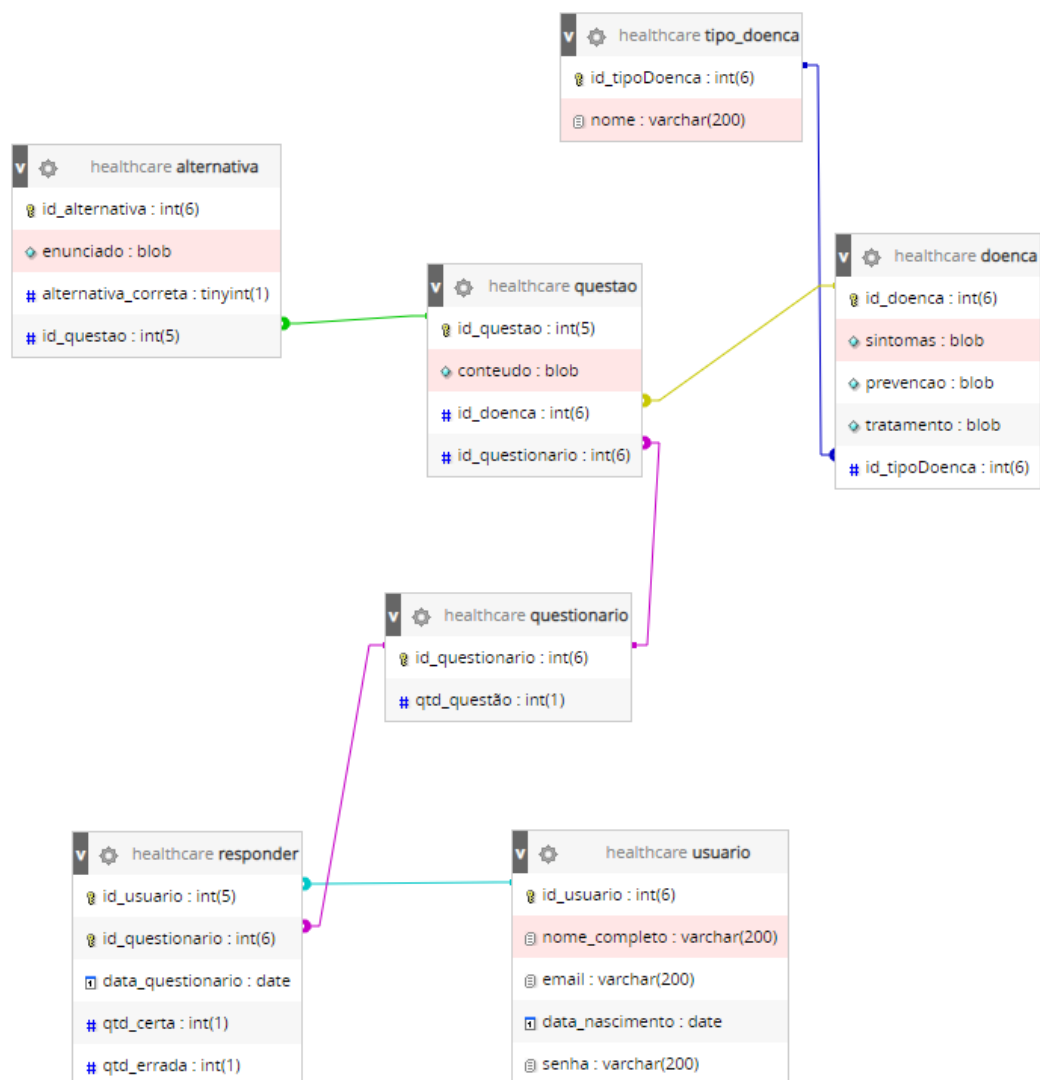 v healthcare tipo_doenca
id_tipoDoenca : int(6)
nome : varchar(200)
v healthcare alternativa
id_alternativa : int(6)
enunciado : blob
# alternativa_correta : tinyint(1)
# id_questao : int(5)
v healthcare doenca
id_doenca : int(6)
sintomas : blob
prevencao : blob
tratamento : blob
# id_tipoDoenca : int(6)
v healthcare questao
id_questao : int(5)
conteudo : blob
# id_doenca : int(6)
# id_questionario : int(6)
v healthcare questionario
id_questionario : int(6)
# qtd_questão : int(1)
v healthcare responder
id_usuario : int(5)
id_questionario : int(6)
data_questionario : date
# qtd_certa : int(1)
# qtd_errada : int(1)
v healthcare usuario
id_usuario : int(6)
nome_completo : varchar(200)
email : varchar(200)
data_nascimento : date
senha : varchar(200)